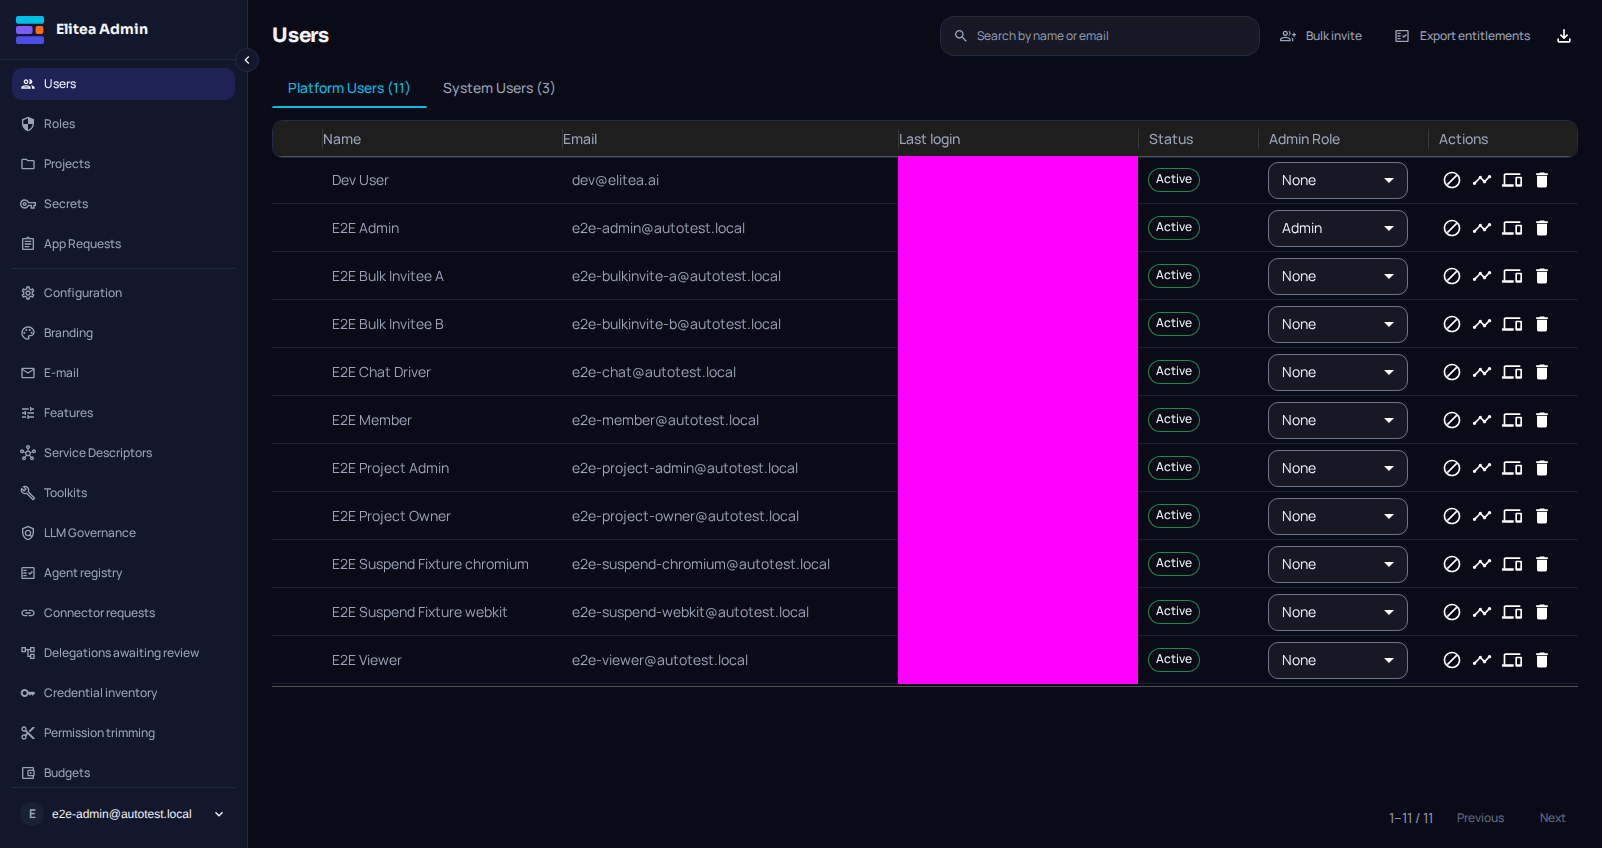 Elitea Admin
Users
Roles
Projects
Secrets
App Requests
Configuration
Branding
E-mail
Features
Service Descriptors
Toolkits
LLM Governance
Agent registry
Connector requests
Delegations awaiting review
Credential inventory
Permission trimming
Budgets
E e2e-admin@autotest.local
Users
Search by name or email
Bulk invite
Export entitlements
Platform Users (11) System Users (3)
Name Email Last login Status Admin Role Actions
Dev User dev@elitea.ai Active None
E2E Admin e2e-admin@autotest.local Active Admin
E2E Bulk Invitee A e2e-bulkinvite-a@autotest.local Active None
E2E Bulk Invitee B e2e-bulkinvite-b@autotest.local Active None
E2E Chat Driver e2e-chat@autotest.local Active None
E2E Member e2e-member@autotest.local Active None
E2E Project Admin e2e-project-admin@autotest.local Active None
E2E Project Owner e2e-project-owner@autotest.local Active None
E2E Suspend Fixture chromium e2e-suspend-chromium@autotest.local Active None
E2E Suspend Fixture webkit e2e-suspend-webkit@autotest.local Active None
E2E Viewer e2e-viewer@autotest.local Active None
1–11 / 11 Previous Next